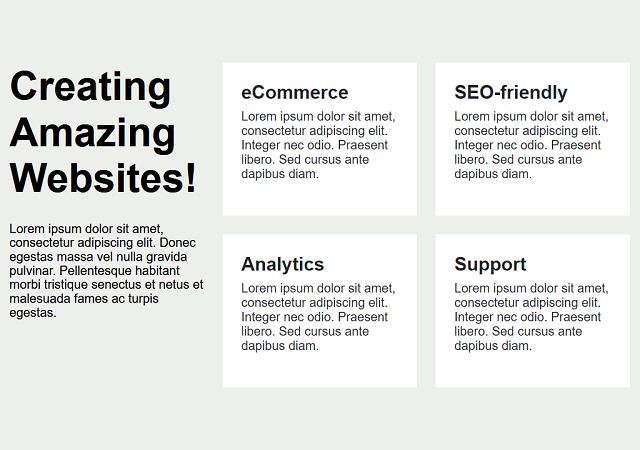 Creating
Amazing
Websites!
Lorem ipsum dolor sit amet,
consectetur adipiscing elit. Donec
egestas massa vel nulla gravida
pulvinar. Pellentesque habitant
morbi tristique senectus et netus et
malesuada fames ac turpis
egestas.
eCommerce
Lorem ipsum dolor sit amet,
consectetur adipiscing elit.
Integer nec odio. Praesent
libero. Sed cursus ante
dapibus diam.
SEO-friendly
Lorem ipsum dolor sit amet,
consectetur adipiscing elit.
Integer nec odio. Praesent
libero. Sed cursus ante
dapibus diam.
Analytics
Lorem ipsum dolor sit amet,
consectetur adipiscing elit.
Integer nec odio. Praesent
libero. Sed cursus ante
dapibus diam.
Support
Lorem ipsum dolor sit amet,
consectetur adipiscing elit.
Integer nec odio. Praesent
libero. Sed cursus ante
dapibus diam.